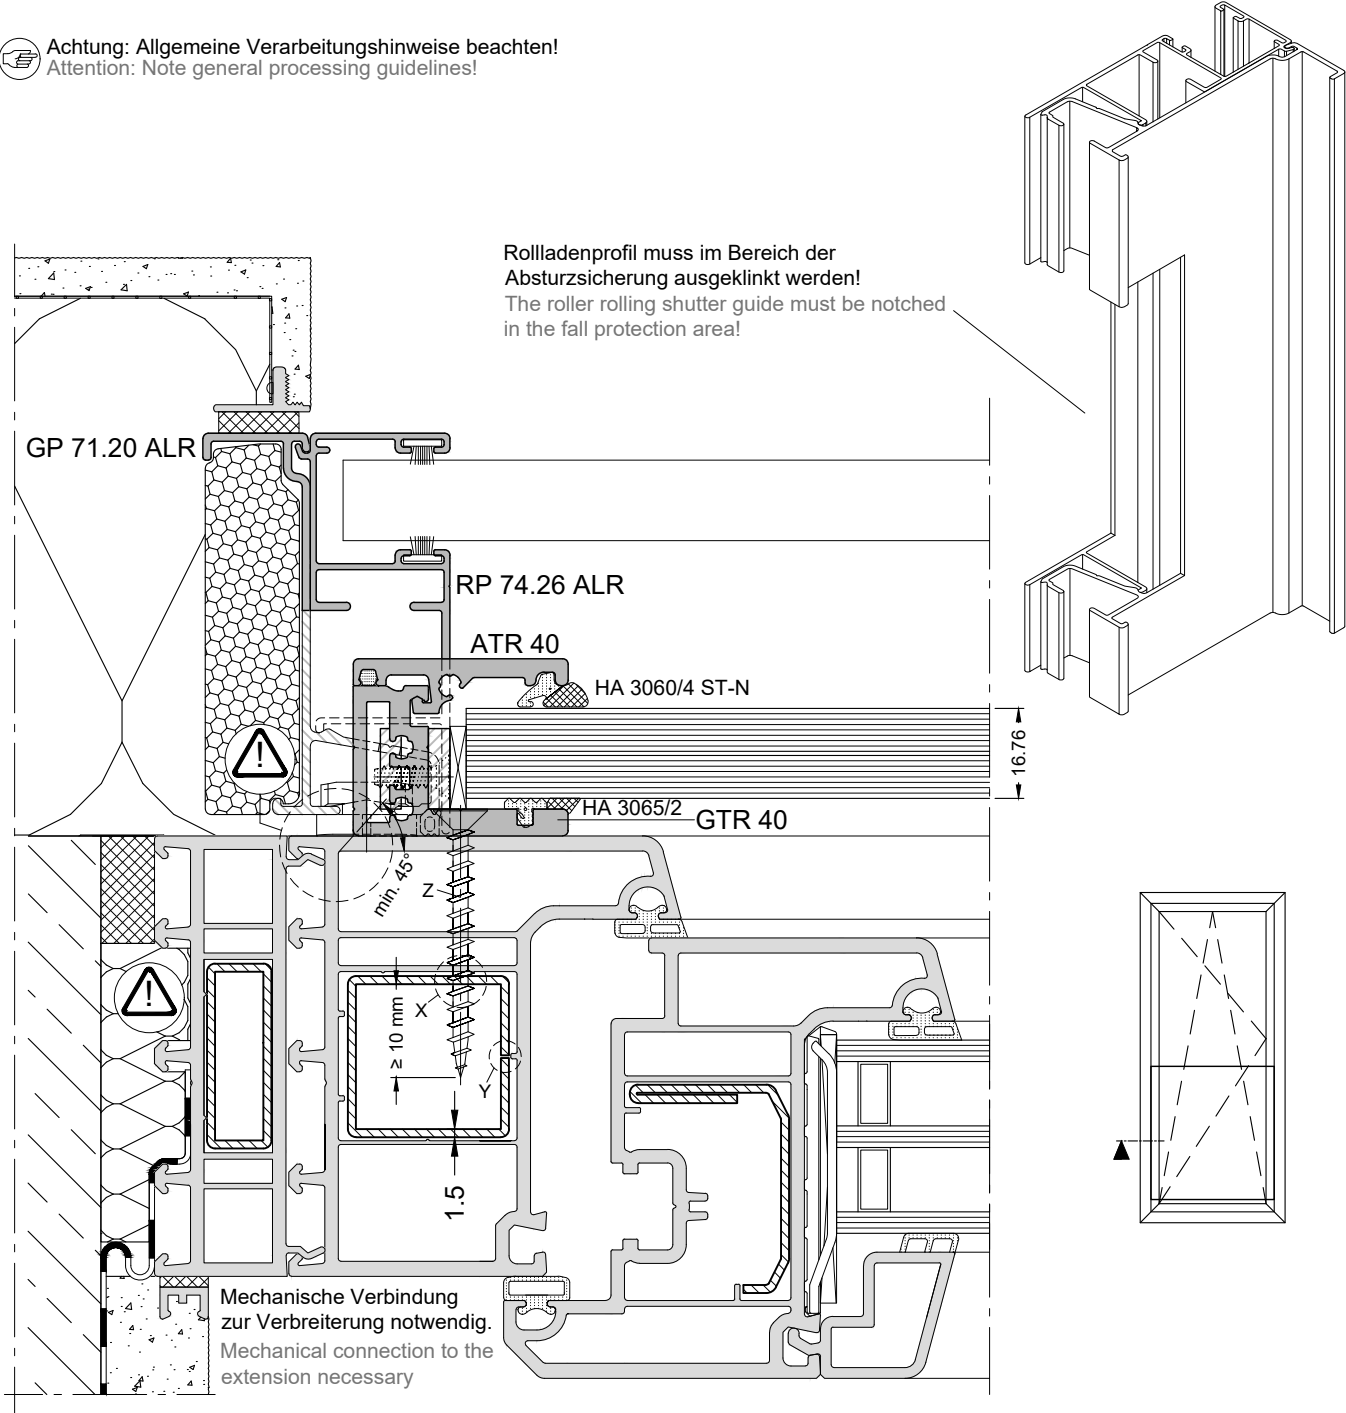 Achtung: Allgemeine Verarbeitungshinweise beachten!
Attention: Note general processing guidelines!
Rollladenprofil muss im Bereich der
Absturzsicherung ausgeklinkt werden!
The roller rolling shutter guide must be notched
in the fall protection area!
GP 71.20 ALR
RP 74.26 ALR
ATR 40
HA 3060/4 ST-N
16.76
!
HA 3065/2
GTR 40
min. 45°
Z
!
X
≥ 10 mm
Y
1.5
Mechanische Verbindung
zur Verbreiterung notwendig.
Mechanical connection to the
extension necessary